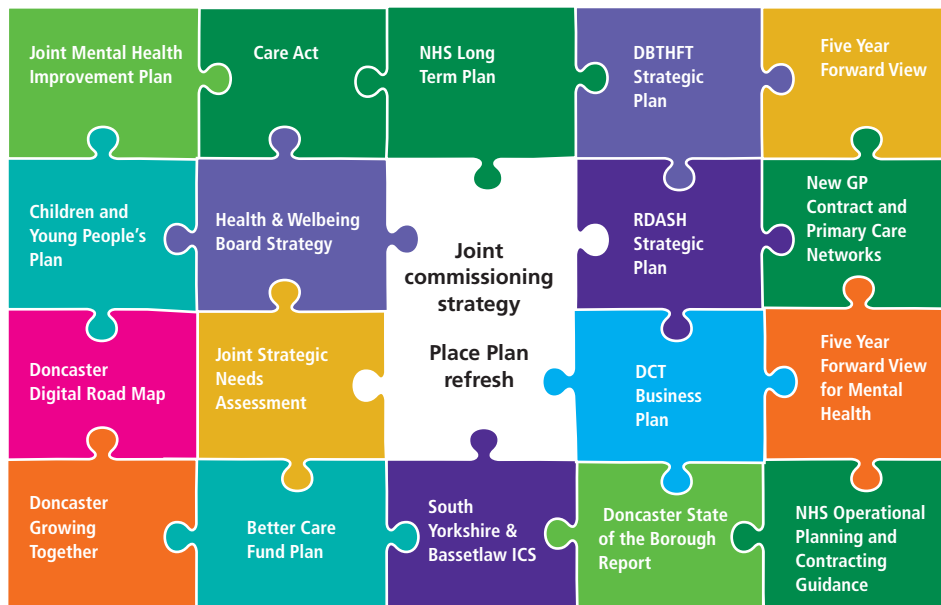 Joint Mental Health
Improvement Plan
Care Act
NHS Long
Term Plan
DBTHFT
Strategic
Plan
Five Year
Forward View
Children and
Young People's
Plan
Health & Welbeing
Board Strategy
Joint
commissioning
strategy
Place Plan
refresh
RDASH
Strategic
Plan
New GP
Contract and
Primary Care
Networks
Doncaster
Digital Road Map
Joint Strategic
Needs
Assessment
DCT
Business
Plan
Five Year
Forward View
for Mental
Health
Doncaster
Growing
Together
Better Care
Fund Plan
South
Yorkshire &
Bassetlaw ICS
Doncaster State
of the Borough
Report
NHS Operational
Planning and
Contracting
Guidance